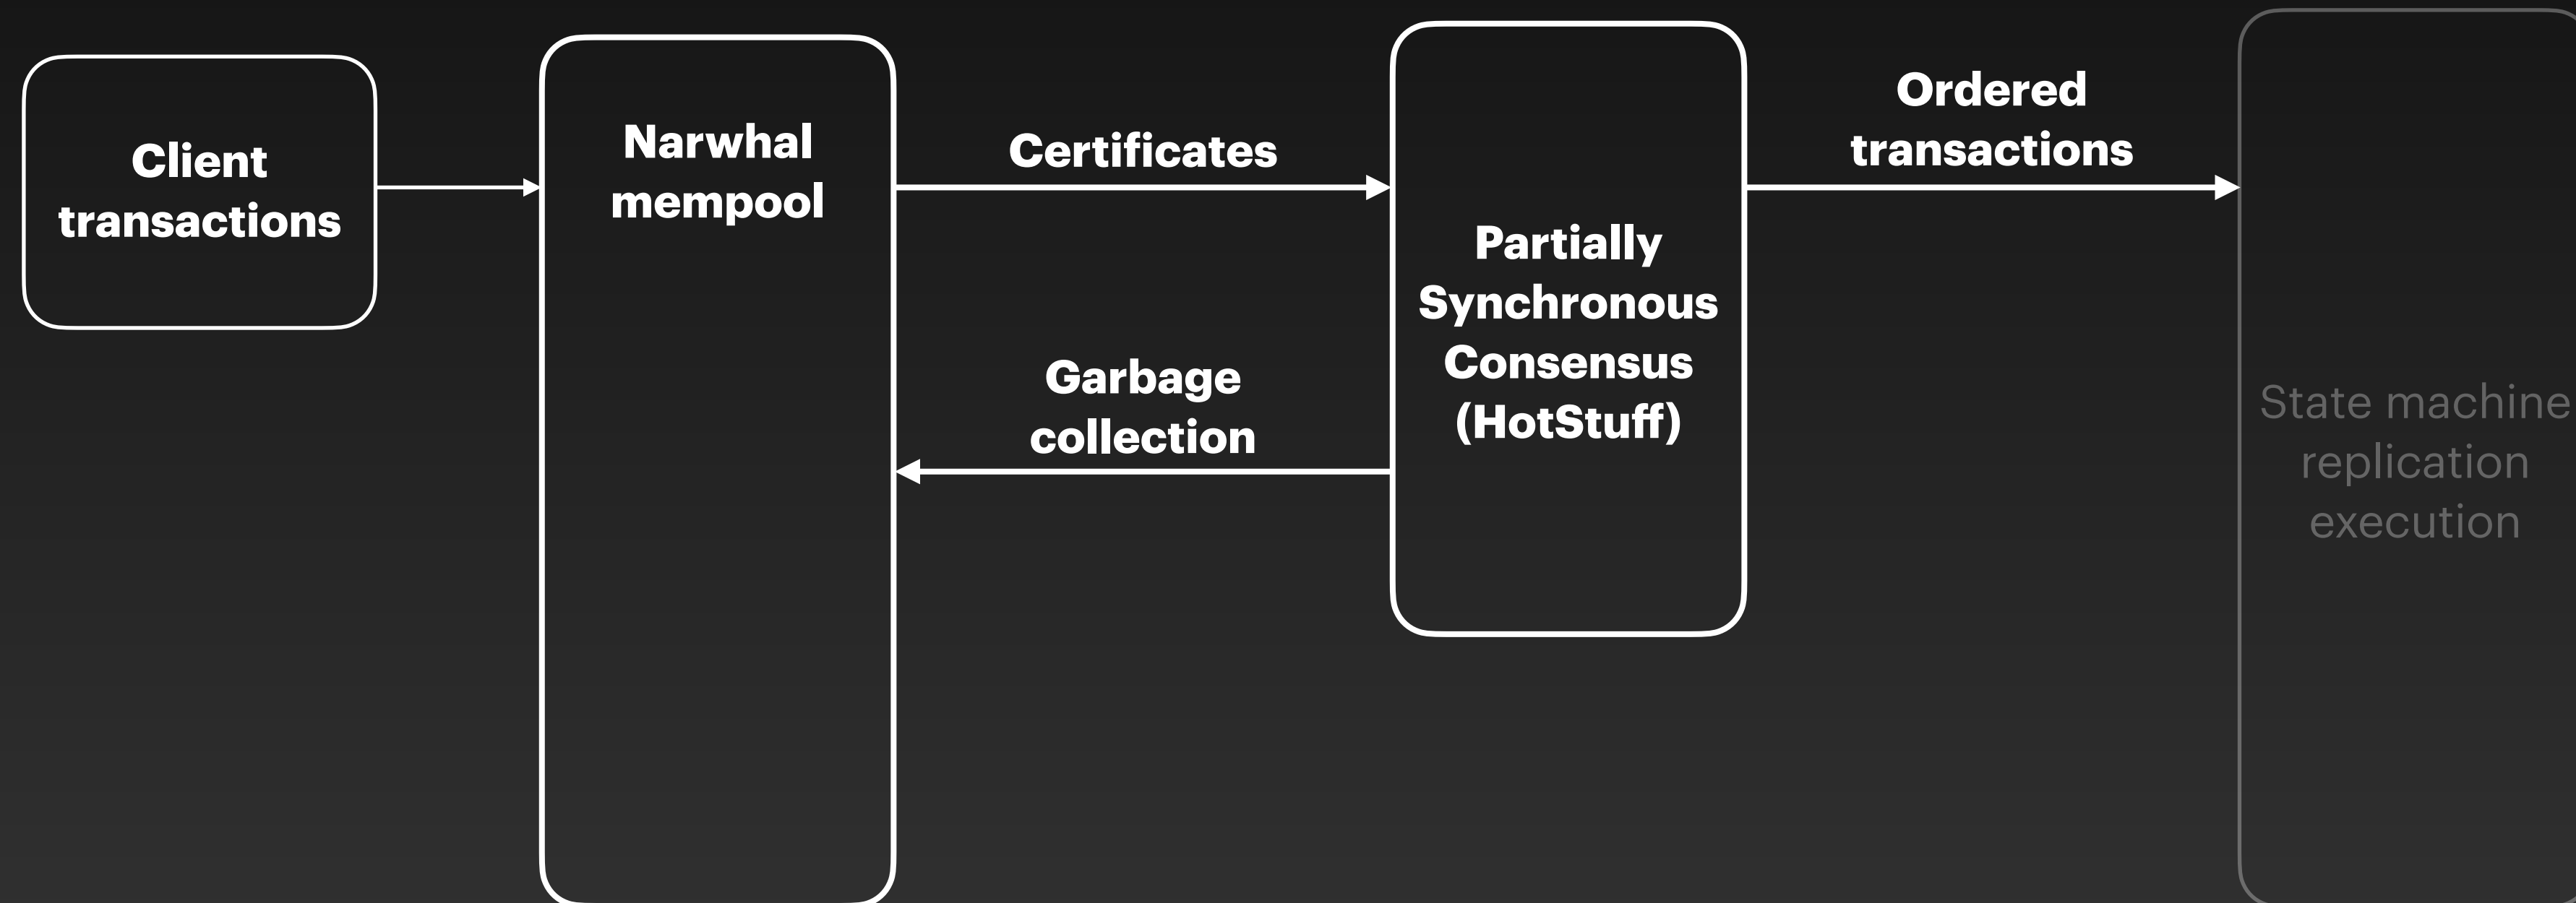 Client
transactions
Narwhal
mempool
Certificates
Garbage
collection
Partially
Synchronous
Consensus
(HotStuff)
Ordered
transactions
State machine
replication
execution